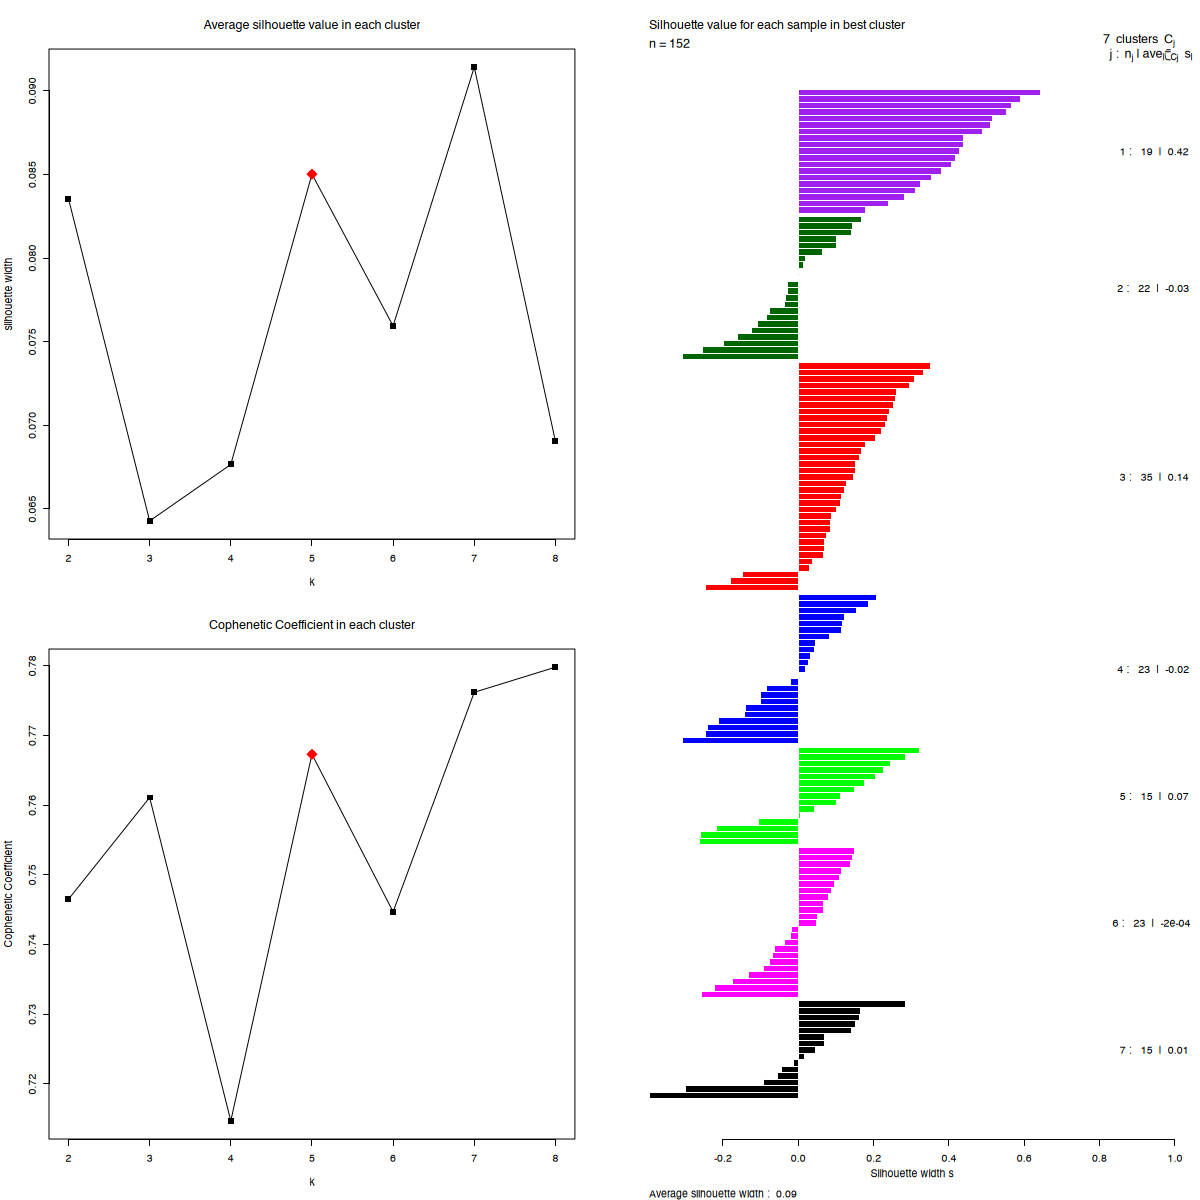 Average silhouette value in each cluster
silhouette width
0.090
0.085
0.080
0.075
0.070
0.065
2 3 4 5 6 7 8
k
Cophenetic Coefficient in each cluster
Cophenetic Coefficient
0.78
0.77
0.76
0.75
0.74
0.73
0.72
2 3 4 5 6 7 8
k
Silhouette value for each sample in best cluster
n = 152
7 clusters Cj
j : nj | avei∈Cj si
1 : 19 | 0.42
2 : 22 | -0.03
3 : 35 | 0.14
4 : 23 | -0.02
5 : 15 | 0.07
6 : 23 | -2e-04
7 : 15 | 0.01
-0.2 0.0 0.2 0.4 0.6 0.8 1.0
Silhouette width s
Average silhouette width : 0.09